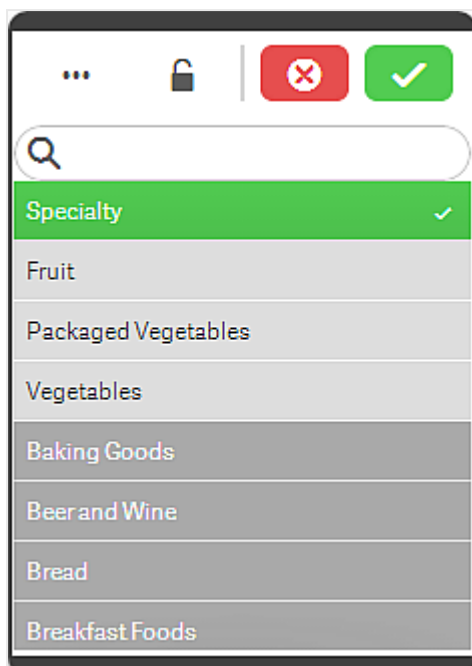 Specialty
Fruit
Packaged Vegetables
Vegetables
Baking Goods
Beer and Wine
Bread
Breakfast Foods